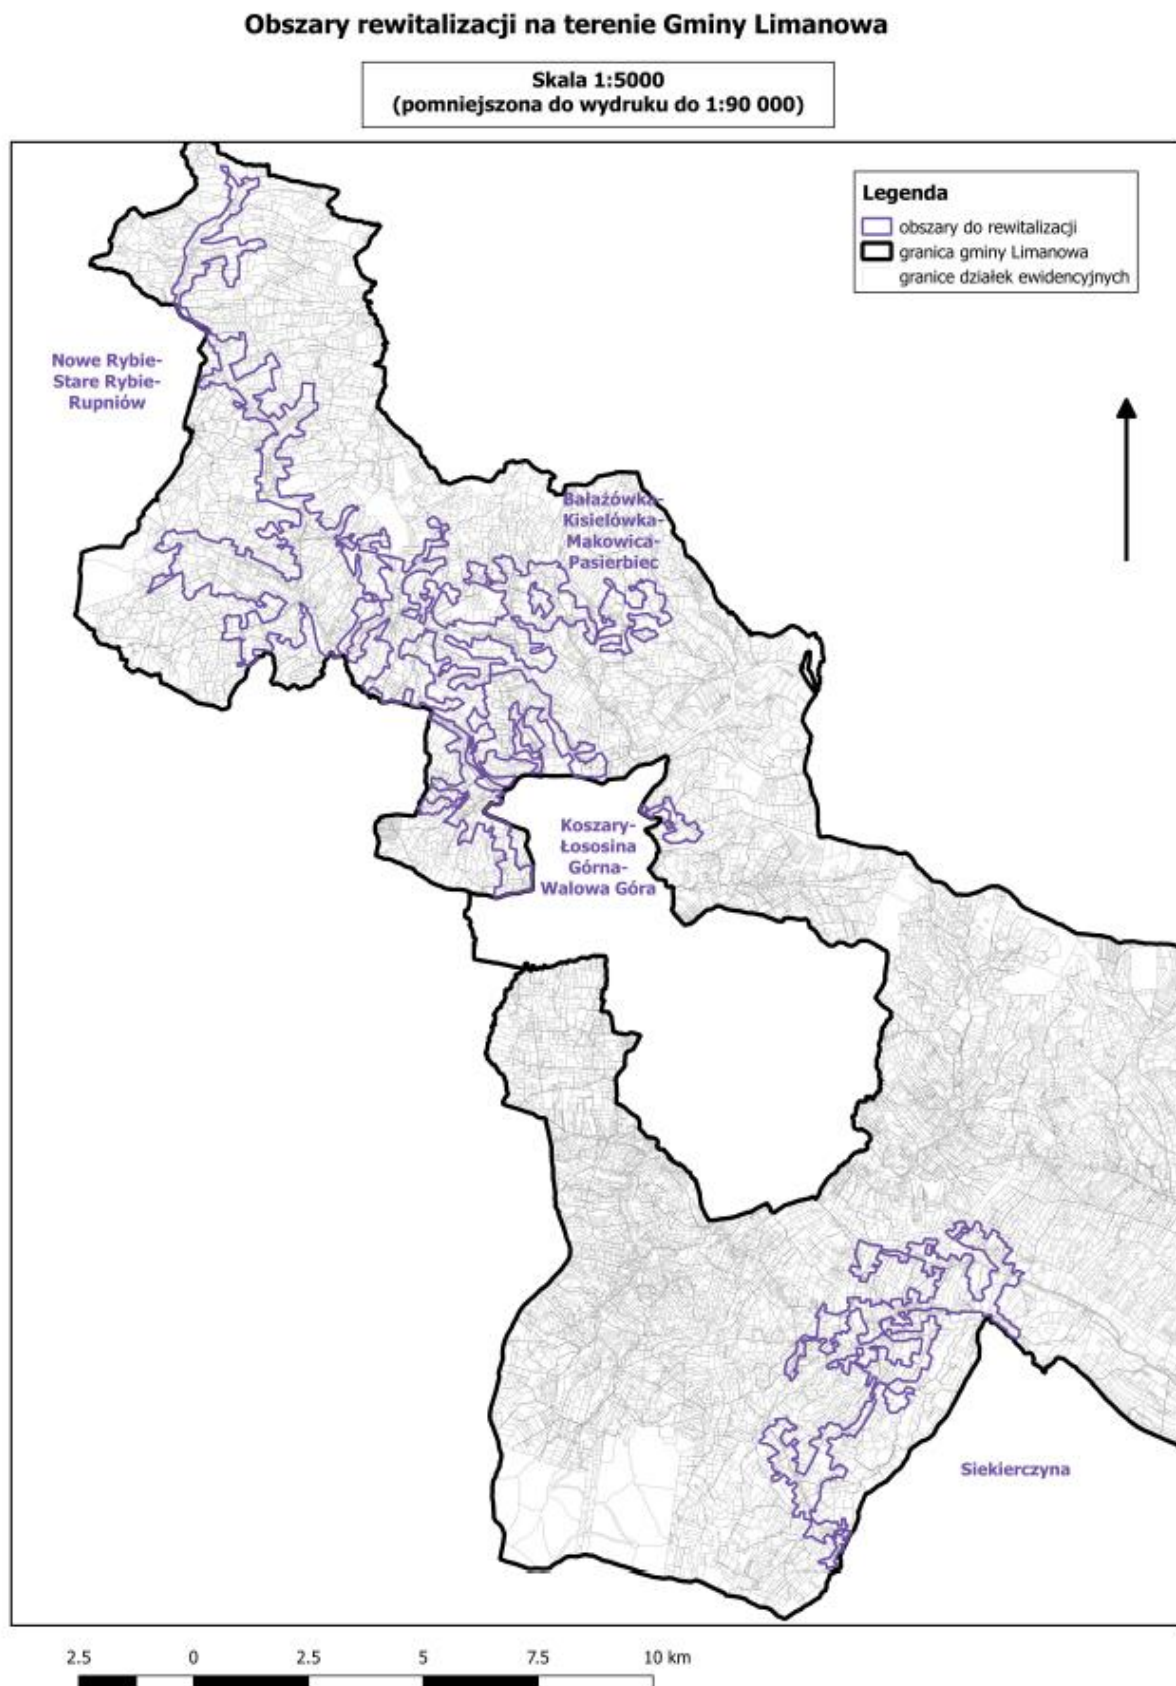 Obszary rewitalizacji na terenie Gminy Limanowa
Skala 1:5000
(pomniejszona do wydruku do 1:90 000)
Legenda
obszary do rewitalizacji
granica gminy Limanowa
granice działek ewidencyjnych
Nowe Rybie-
Stare Rybie-
Rupniów
Bałażówka-
Kisielówka-
Makowica-
Pasierbiec
Koszary-
Łososina
Górna-
Walowa Góra
Siekierczyna
2.5 0 2.5 5 7.5 10 km